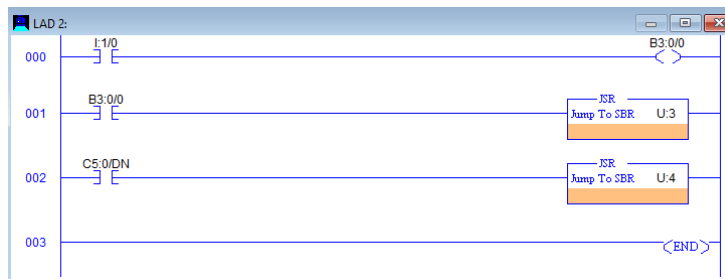 LAD 2:
I:1/0 B3:0/0
000
B3:0/0 JSR
001 Jump To SBR U:3
C5:0/DN JSR
002 Jump To SBR U:4
003 END